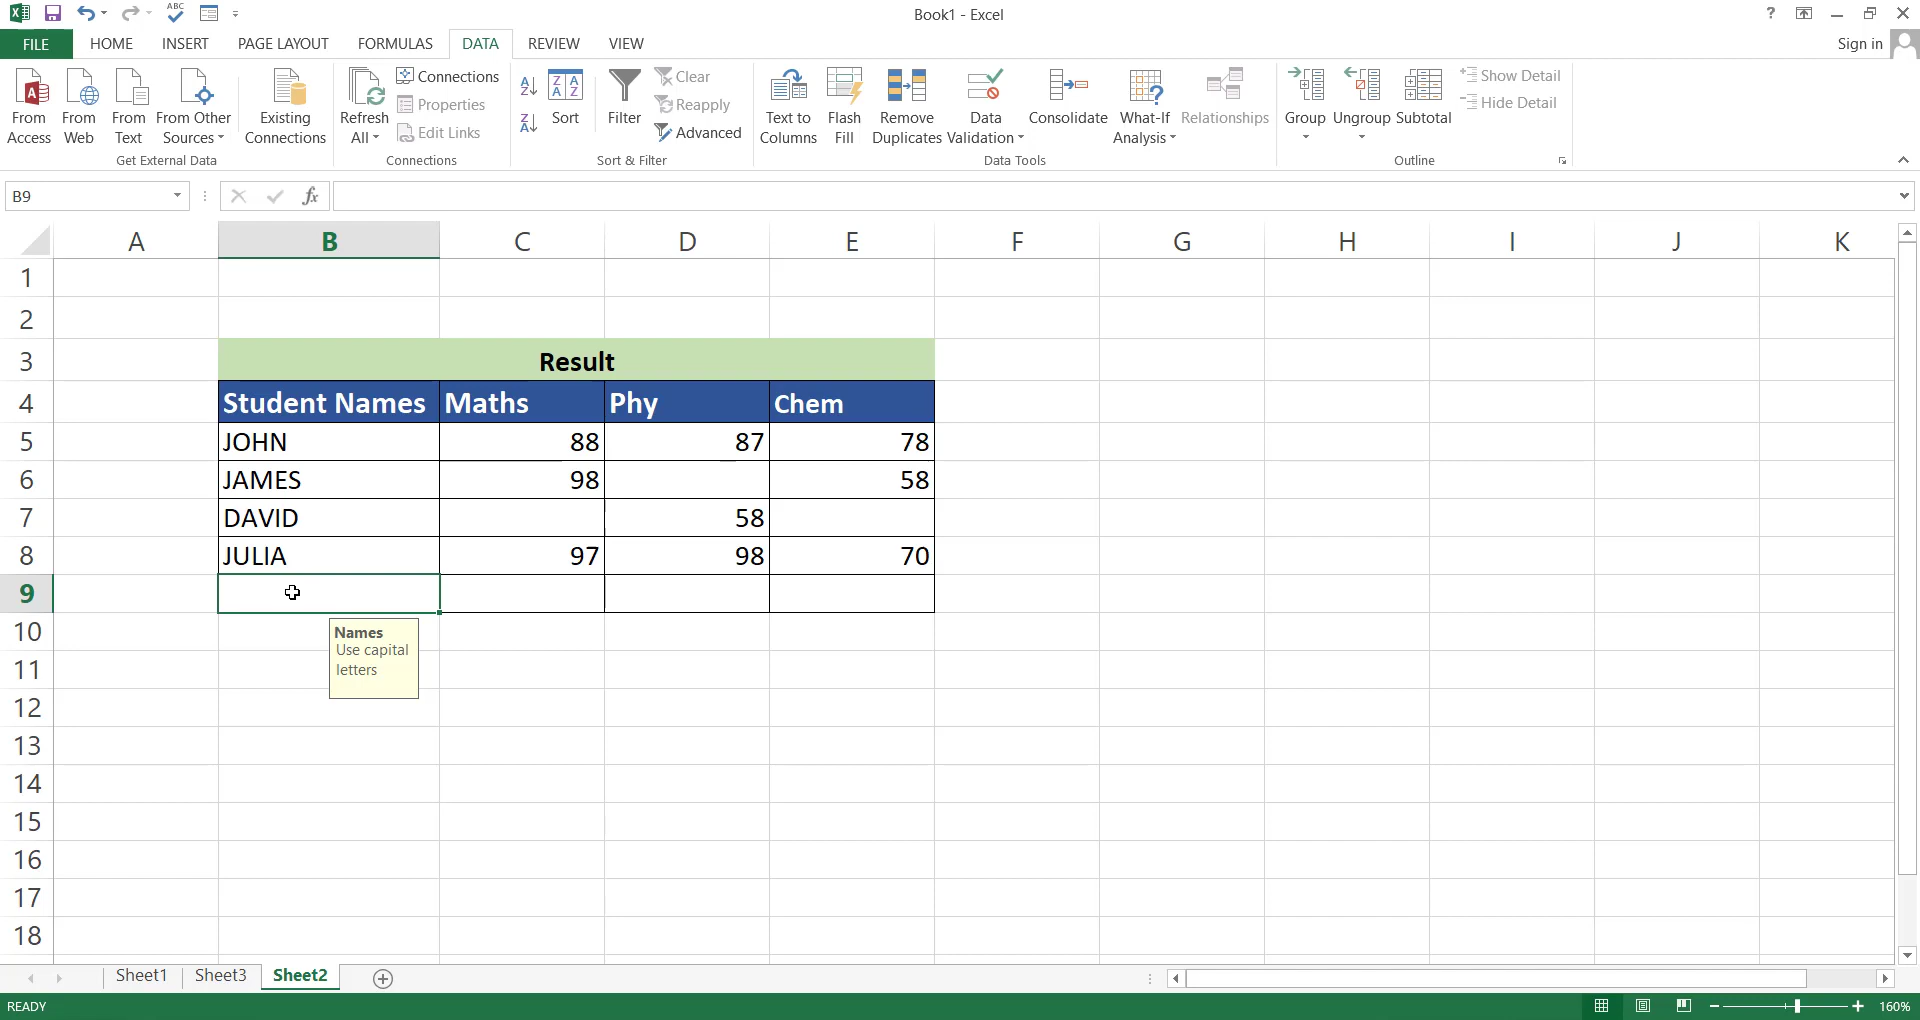 ABC
Book1 - Excel
?
FILE HOME INSERT PAGE LAYOUT FORMULAS DATA REVIEW VIEW
Sign in
From Access
From Web
From Text
From Other Sources
Get External Data
Existing Connections
Refresh All
Connections
Properties
Edit Links
Connections
Sort
Filter
Clear
Reapply
Advanced
Sort & Filter
Text to Columns
Flash Fill
Remove Duplicates
Data Validation
Consolidate
What-If Analysis
Relationships
Data Tools
Group
Ungroup
Subtotal
Show Detail
Hide Detail
Outline
B9
fx
A B C D E F G H I J K
1
2
3 Result
4 Student Names Maths Phy Chem
5 JOHN 88 87 78
6 JAMES 98 58
7 DAVID 58
8 JULIA 97 98 70
9
Names
Use capital
letters
10
11
12
13
14
15
16
17
18
Sheet1 Sheet3 Sheet2
READY
160%